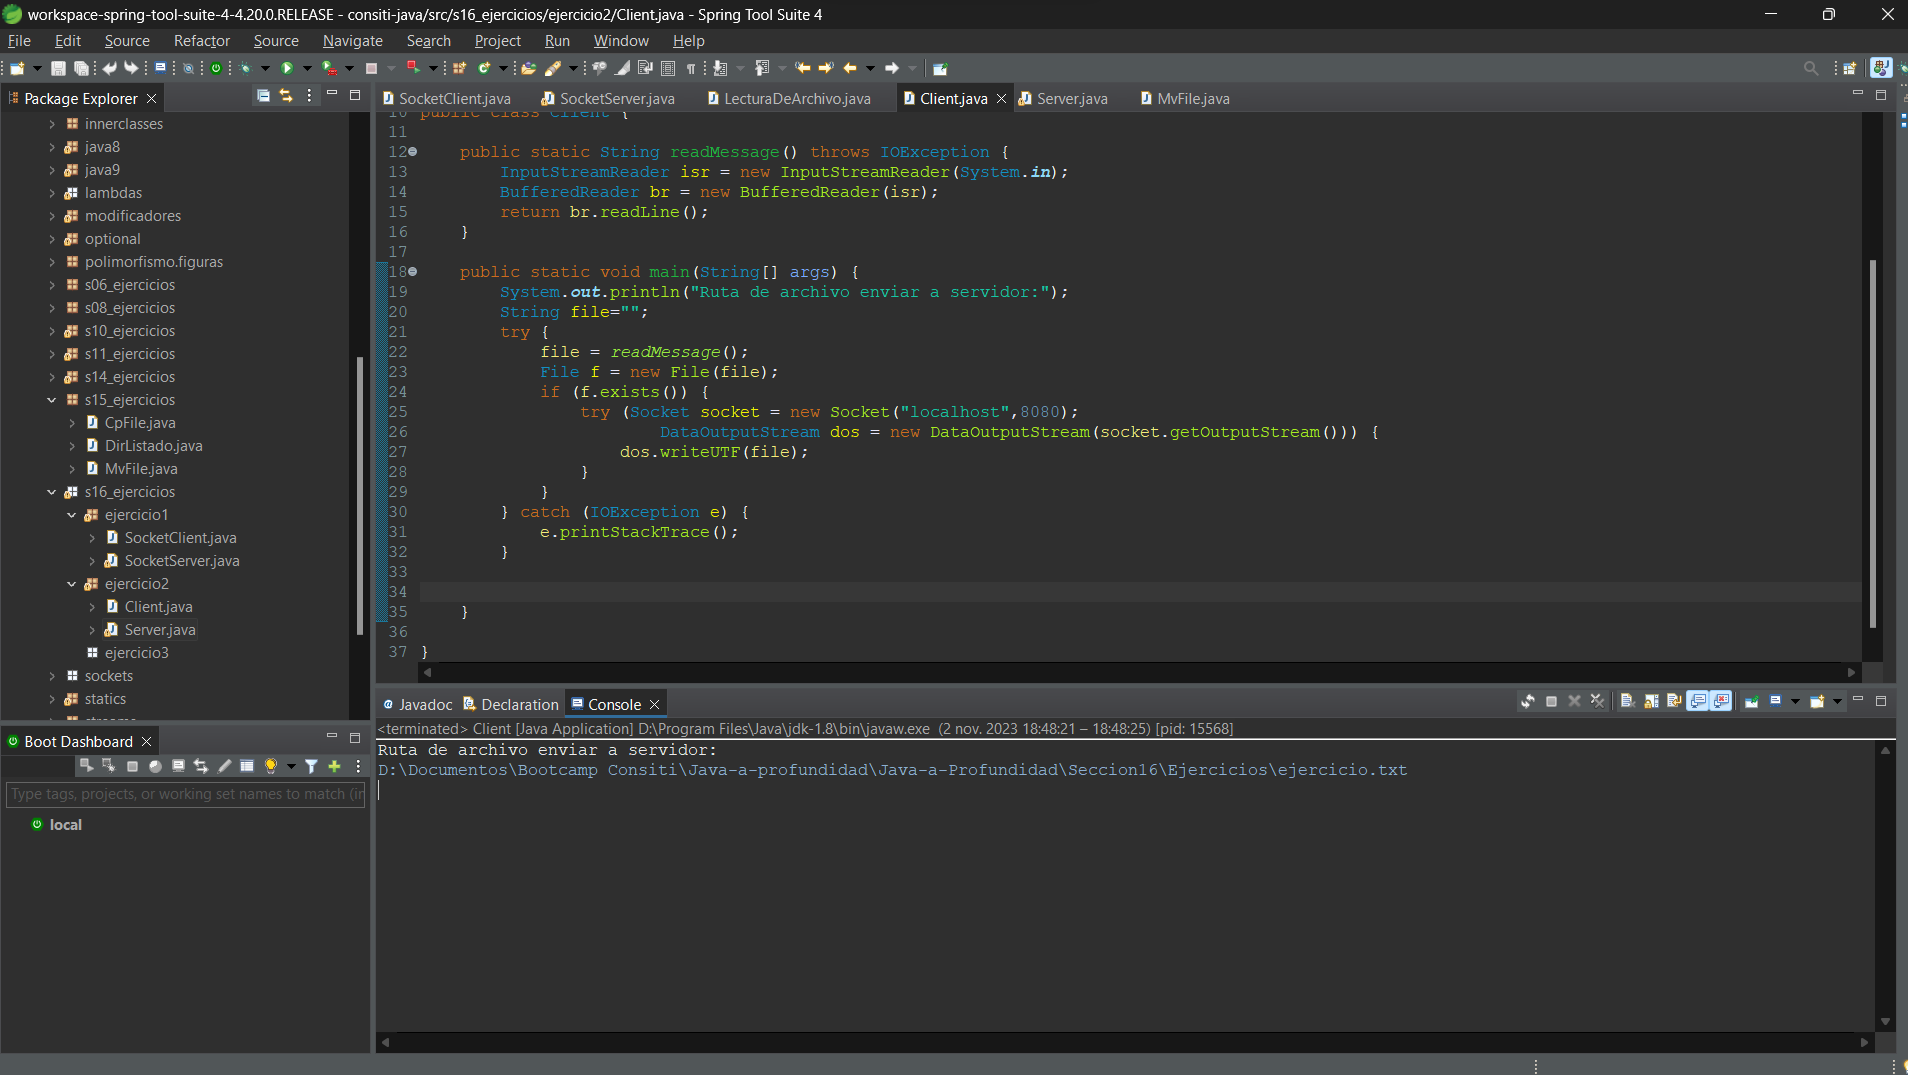 workspace-spring-tool-suite-4-4.20.0.RELEASE - consiti-java/src/s16_ejercicios/ejercicio2/Client.java - Spring Tool Suite 4
File Edit Source Refactor Source Navigate Search Project Run Window Help
Package Explorer
innerclasses
java8
java9
lambdas
modificadores
optional
polimorfismo.figuras
s06_ejercicios
s08_ejercicios
s10_ejercicios
s11_ejercicios
s14_ejercicios
s15_ejercicios
CpFile.java
DirListado.java
MvFile.java
s16_ejercicios
ejercicio1
SocketClient.java
SocketServer.java
ejercicio2
Client.java
Server.java
ejercicio3
sockets
statics
streams
Boot Dashboard
Type tags, projects, or working set names to match (in
local
SocketClient.java SocketServer.java LecturaDeArchivo.java Client.java Server.java MvFile.java
10 public class Client {
11
12 public static String readMessage() throws IOException {
13 InputStreamReader isr = new InputStreamReader(System.in);
14 BufferedReader br = new BufferedReader(isr);
15 return br.readLine();
16 }
17
18 public static void main(String[] args) {
19 System.out.println("Ruta de archivo enviar a servidor:");
20 String file="";
21 try {
22 file = readMessage();
23 File f = new File(file);
24 if (f.exists()) {
25 try (Socket socket = new Socket("localhost",8080);
26 DataOutputStream dos = new DataOutputStream(socket.getOutputStream())) {
27 dos.writeUTF(file);
28 }
29 }
30 } catch (IOException e) {
31 e.printStackTrace();
32 }
33
34
35 }
36
37 }
Javadoc Declaration Console
<terminated> Client [Java Application] D:\Program Files\Java\jdk-1.8\bin\javaw.exe (2 nov. 2023 18:48:21 – 18:48:25) [pid: 15568]
Ruta de archivo enviar a servidor:
D:\Documentos\Bootcamp Consiti\Java-a-profundidad\Java-a-Profundidad\Seccion16\Ejercicios\ejercicio.txt